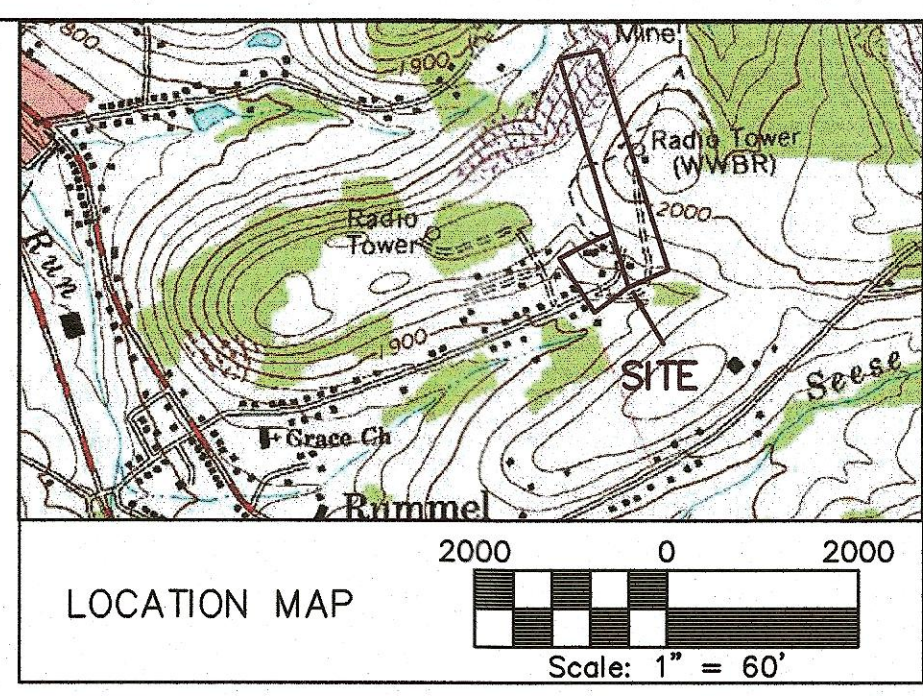 800
1900
Mine
Radio Tower
(WWBR)
2000
Radio
Tower
Run
1900
SITE
Seese
Grace Ch
Rummel
LOCATION MAP
2000 0 2000
Scale: 1" = 60'